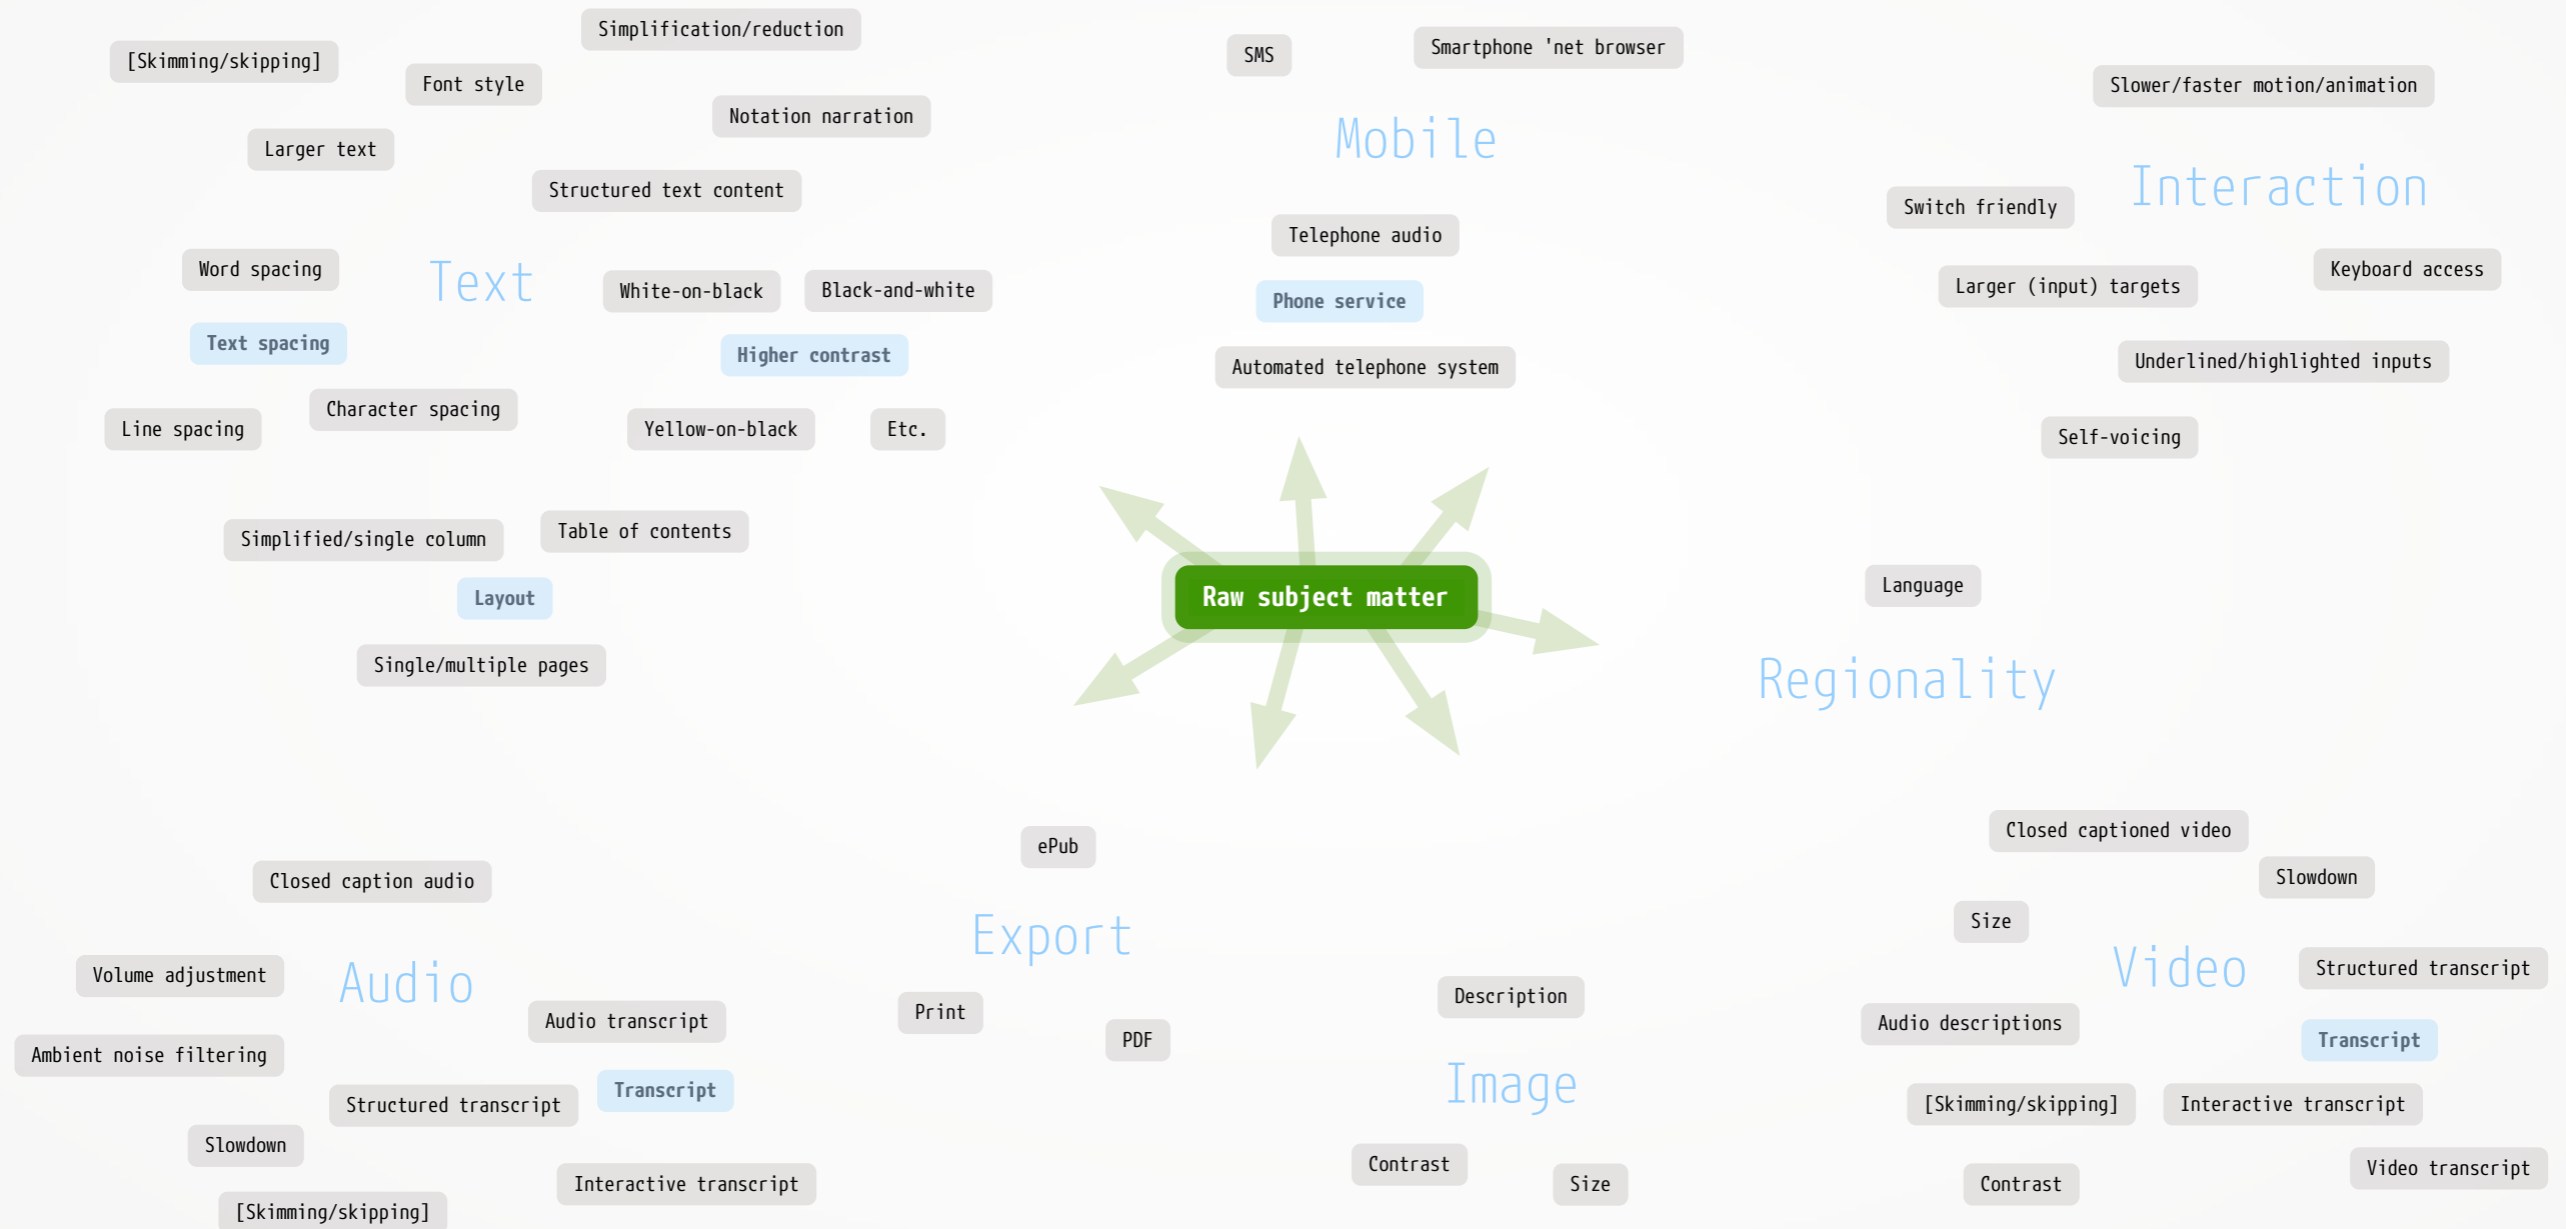 Simplification/reduction
[Skimming/skipping]
Font style
Notation narration
Larger text
Structured text content
Word spacing
Text
White-on-black
Black-and-white
Text spacing
Higher contrast
Line spacing
Character spacing
Yellow-on-black
Etc.
Simplified/single column
Table of contents
Layout
Single/multiple pages
SMS
Smartphone 'net browser
Mobile
Telephone audio
Phone service
Automated telephone system
Slower/faster motion/animation
Interaction
Switch friendly
Keyboard access
Larger (input) targets
Underlined/highlighted inputs
Self-voicing
Raw subject matter
Language
Regionality
Closed caption audio
Volume adjustment
Audio
Audio transcript
Ambient noise filtering
Structured transcript
Transcript
Slowdown
Interactive transcript
[Skimming/skipping]
ePub
Export
Print
PDF
Description
Image
Contrast
Size
Closed captioned video
Slowdown
Size
Video
Structured transcript
Audio descriptions
Transcript
[Skimming/skipping]
Interactive transcript
Video transcript
Contrast